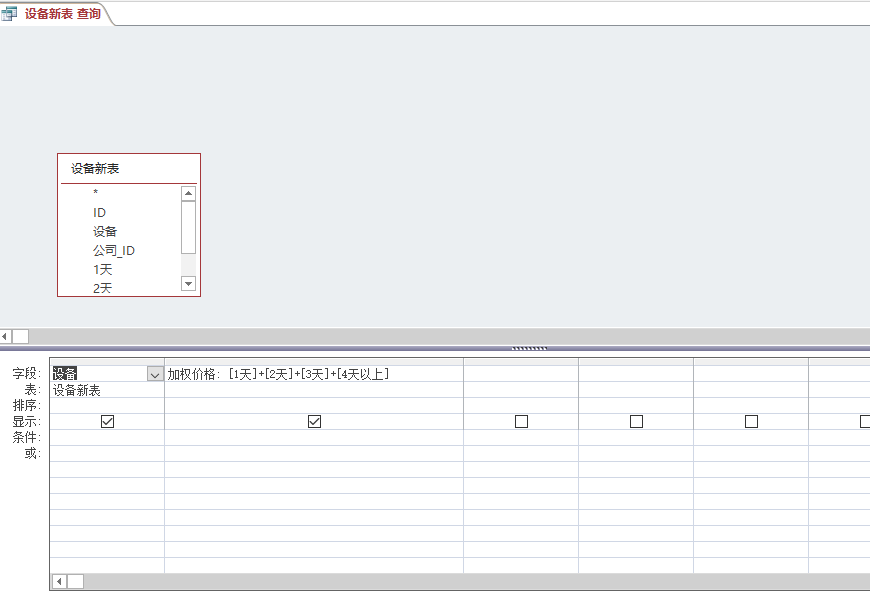 设备新表 查询
设备新表
*
ID
设备
公司_ID
1天
2天
字段: 设备 加权价格: [1天]+[2天]+[3天]+[4天以上]
表: 设备新表
排序:
显示:
条件:
或: